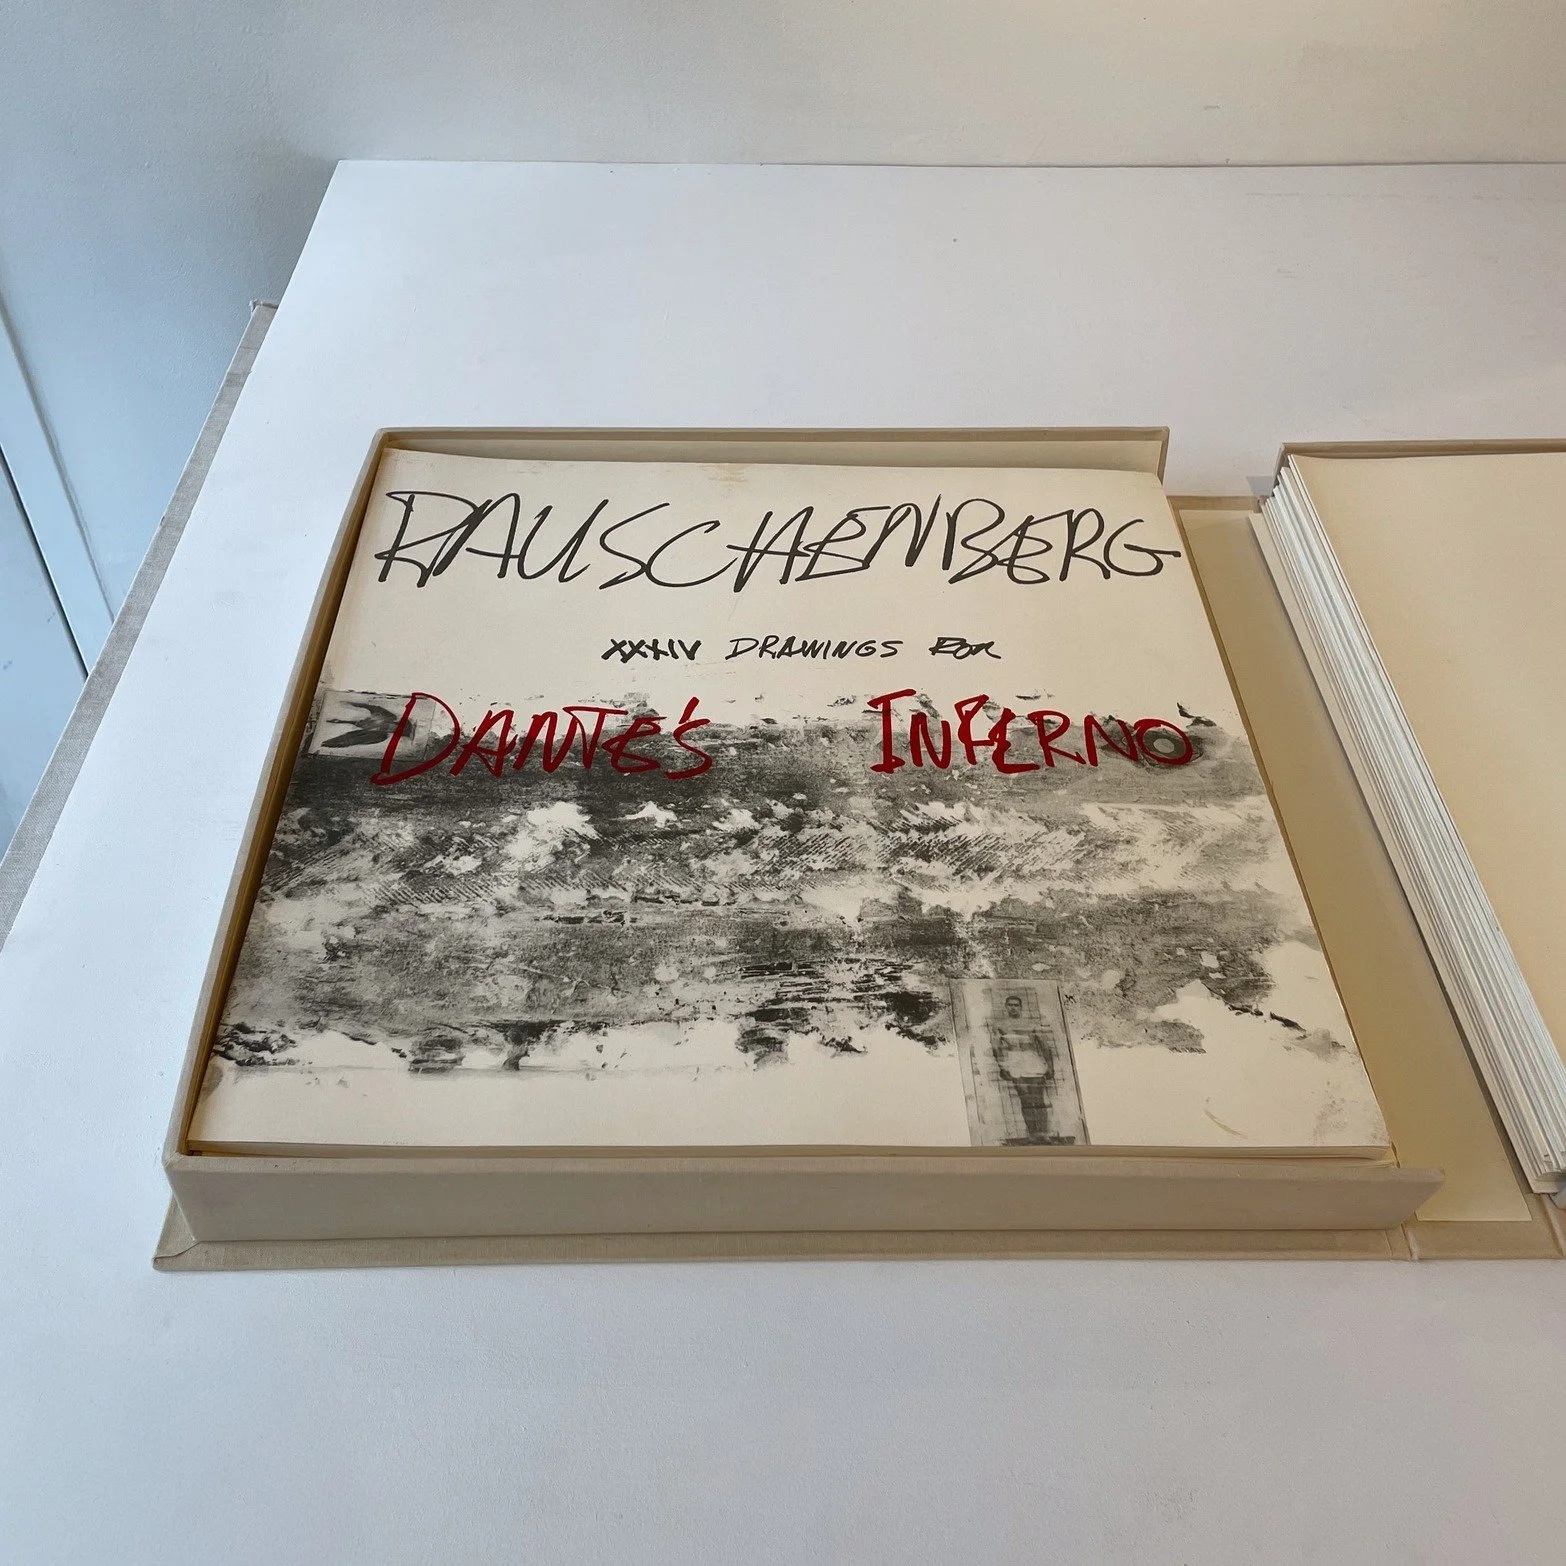 RAUSCHENBERG
XXXIV DRAWINGS FOR
DANTE'S INFERNO